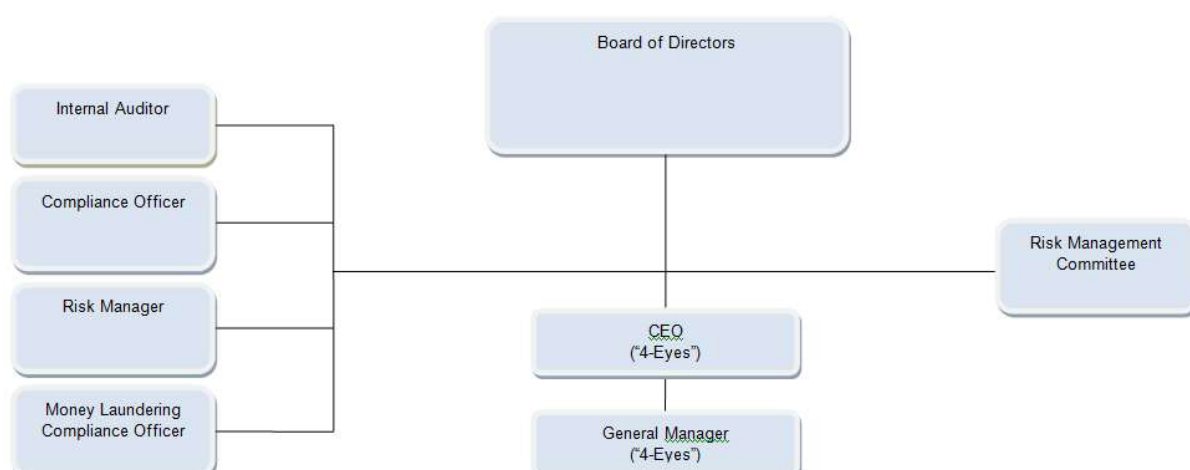 Board of Directors
Internal Auditor
Compliance Officer
Risk Manager
Money Laundering
Compliance Officer
Risk Management
Committee
CEO
("4-Eyes")
General Manager
("4-Eyes")